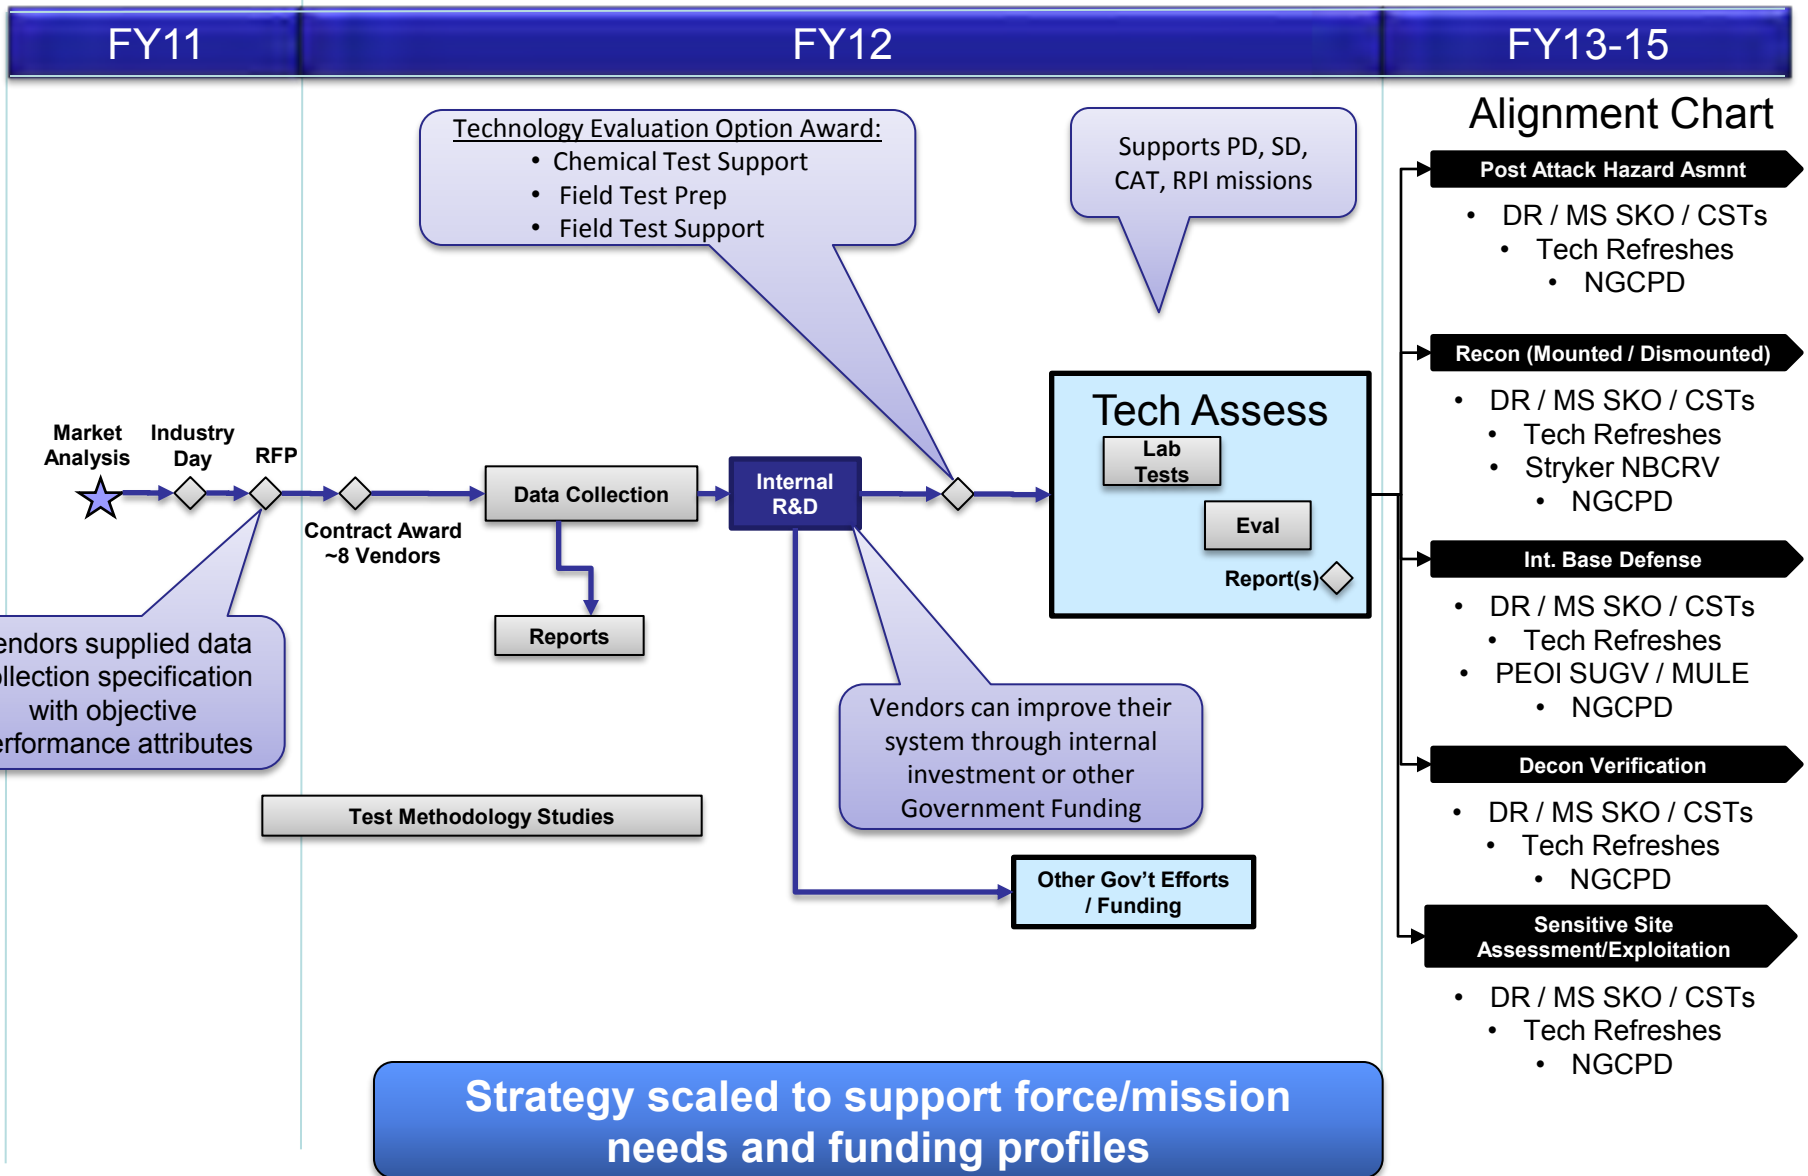 FY11
FY12
FY13-15
Technology Evaluation Option Award:
• Chemical Test Support
• Field Test Prep
• Field Test Support
Supports PD, SD,
CAT, RPI missions
Alignment Chart
Post Attack Hazard Asmnt
• DR / MS SKO / CSTs
• Tech Refreshes
• NGCPD
Recon (Mounted / Dismounted)
• DR / MS SKO / CSTs
• Tech Refreshes
• Stryker NBCRV
• NGCPD
Int. Base Defense
• DR / MS SKO / CSTs
• Tech Refreshes
• PEOI SUGV / MULE
• NGCPD
Decon Verification
• DR / MS SKO / CSTs
• Tech Refreshes
• NGCPD
Sensitive Site
Assessment/Exploitation
• DR / MS SKO / CSTs
• Tech Refreshes
• NGCPD
Market
Analysis
Industry
Day
RFP
Contract Award
~8 Vendors
Data Collection
Reports
Internal
R&D
Tech Assess
Lab
Tests
Eval
Report(s)
endors supplied data
ollection specification
with objective
erformance attributes
Vendors can improve their
system through internal
investment or other
Government Funding
Test Methodology Studies
Other Gov't Efforts
/ Funding
Strategy scaled to support force/mission
needs and funding profiles